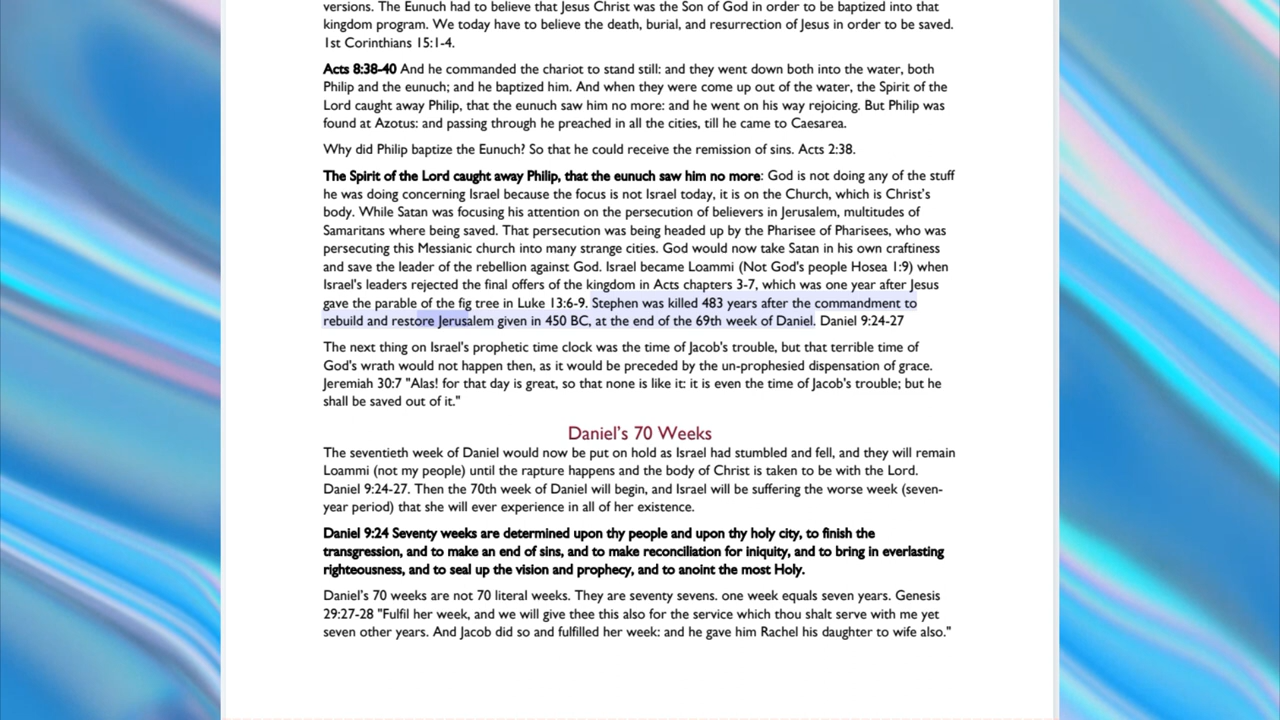 versions. The Eunuch had to believe that Jesus Christ was the Son of God in order to be baptized into that
kingdom program. We today have to believe the death, burial, and resurrection of Jesus in order to be saved.
1st Corinthians 15:1-4.
Acts 8:38-40 And he commanded the chariot to stand still: and they went down both into the water, both
Philip and the eunuch; and he baptized him. And when they were come up out of the water, the Spirit of the
Lord caught away Philip, that the eunuch saw him no more: and he went on his way rejoicing. But Philip was
found at Azotus: and passing through he preached in all the cities, till he came to Caesarea.
Why did Philip baptize the Eunuch? So that he could receive the remission of sins. Acts 2:38.
The Spirit of the Lord caught away Philip, that the eunuch saw him no more: God is not doing any of the stuff
he was doing concerning Israel because the focus is not Israel today, it is on the Church, which is Christ's
body. While Satan was focusing his attention on the persecution of believers in Jerusalem, multitudes of
Samaritans where being saved. That persecution was being headed up by the Pharisee of Pharisees, who was
persecuting this Messianic church into many strange cities. God would now take Satan in his own craftiness
and save the leader of the rebellion against God. Israel became Loammi (Not God's people Hosea 1:9) when
Israel's leaders rejected the final offers of the kingdom in Acts chapters 3-7, which was one year after Jesus
gave the parable of the fig tree in Luke 13:6-9. Stephen was killed 483 years after the commandment to
rebuild and restore Jerusalem given in 450 BC, at the end of the 69th week of Daniel. Daniel 9:24-27
The next thing on Israel's prophetic time clock was the time of Jacob's trouble, but that terrible time of
God's wrath would not happen then, as it would be preceded by the un-prophesied dispensation of grace.
Jeremiah 30:7 "Alas! for that day is great, so that none is like it: it is even the time of Jacob's trouble; but he
shall be saved out of it."
Daniel's 70 Weeks
The seventieth week of Daniel would now be put on hold as Israel had stumbled and fell, and they will remain
Loammi (not my people) until the rapture happens and the body of Christ is taken to be with the Lord.
Daniel 9:24-27. Then the 70th week of Daniel will begin, and Israel will be suffering the worse week (seven-
year period) that she will ever experience in all of her existence.
Daniel 9:24 Seventy weeks are determined upon thy people and upon thy holy city, to finish the
transgression, and to make an end of sins, and to make reconciliation for iniquity, and to bring in everlasting
righteousness, and to seal up the vision and prophecy, and to anoint the most Holy.
Daniel's 70 weeks are not 70 literal weeks. They are seventy sevens. one week equals seven years. Genesis
29:27-28 "Fulfil her week, and we will give thee this also for the service which thou shalt serve with me yet
seven other years. And Jacob did so and fulfilled her week: and he gave him Rachel his daughter to wife also."